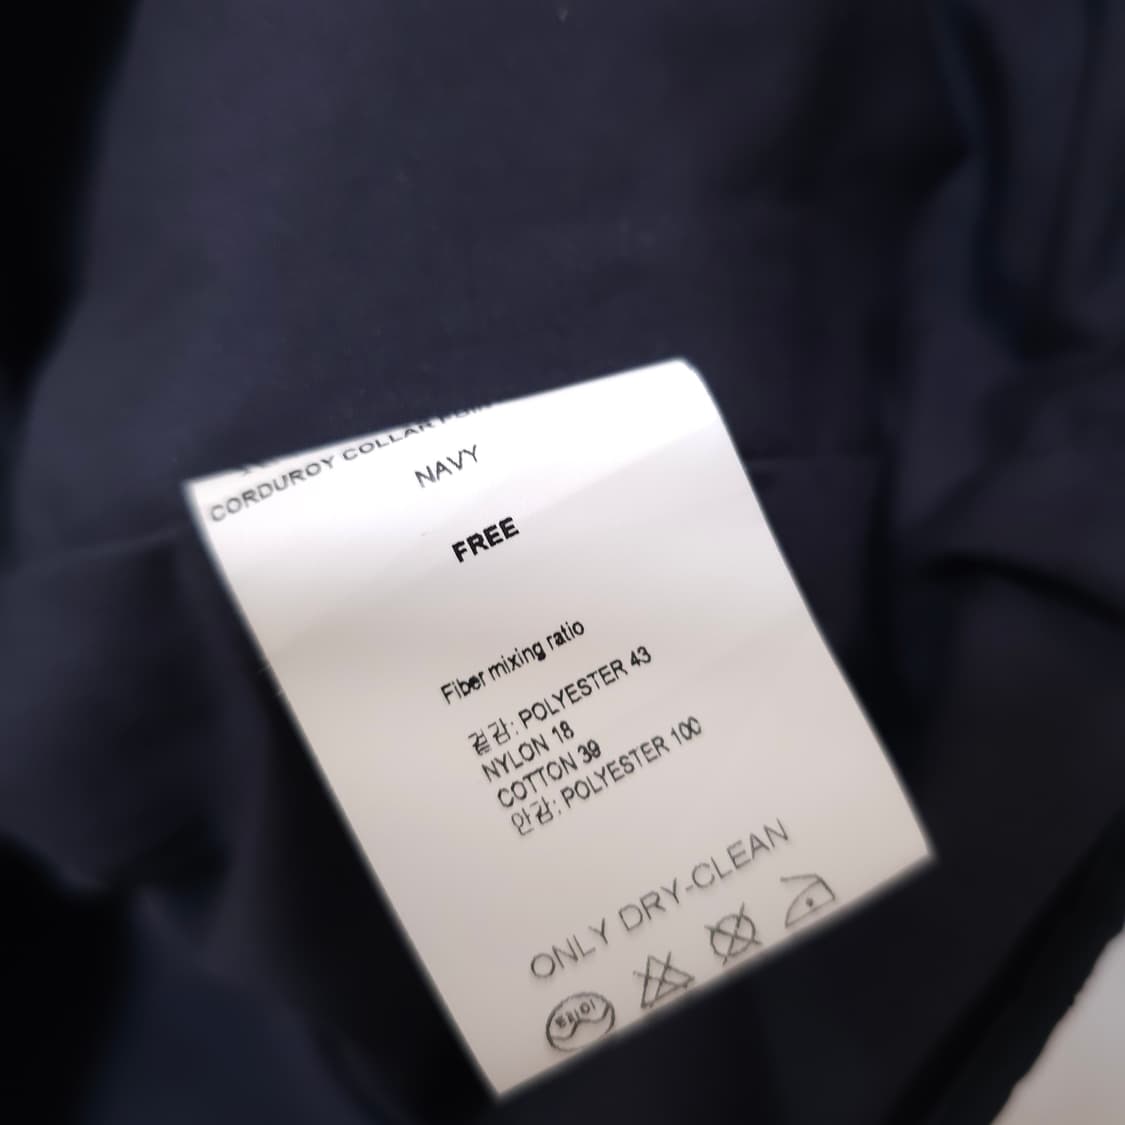 CORDUROY COLLAR
NAVY
FREE
Fiber mixing ratio
겉감: POLYESTER 43
NYLON 18
COTTON 39
안감: POLYESTER 100
ONLY DRY-CLEAN